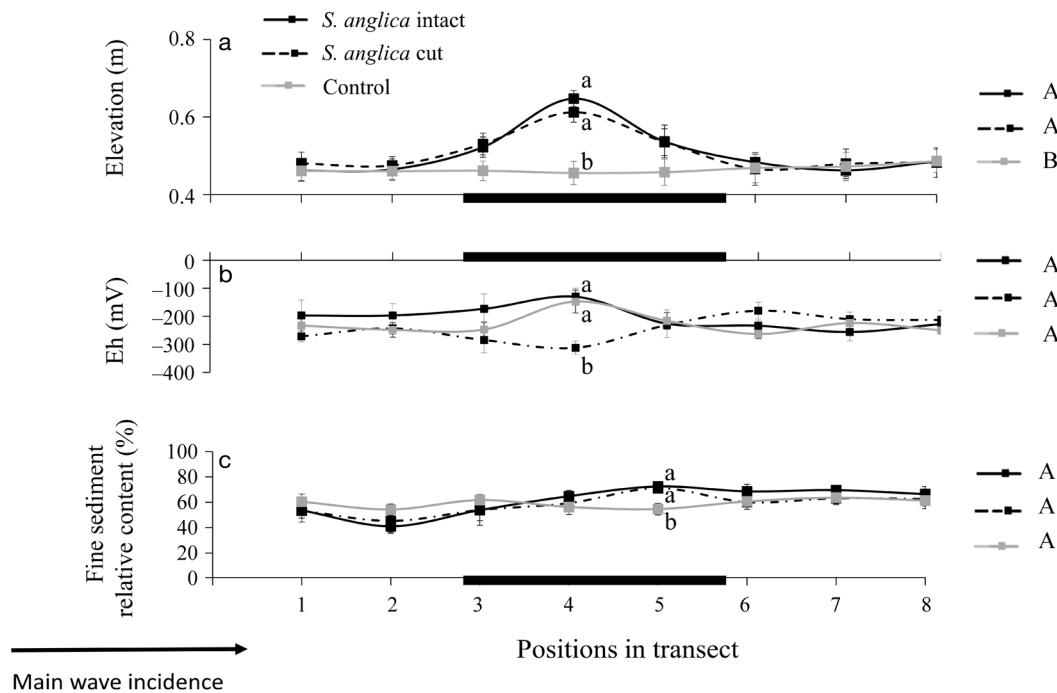 S. anglica intact
S. anglica cut
Control
a
Elevation (m)
0.8
0.6
0.4
a
a
b
A
A
B
b
Eh (mV)
0
–100
–200
–300
–400
a
a
b
A
A
A
c
Fine sediment
relative content (%)
100
80
60
40
20
0
a
a
b
A
A
A
1 2 3 4 5 6 7 8
Positions in transect
Main wave incidence